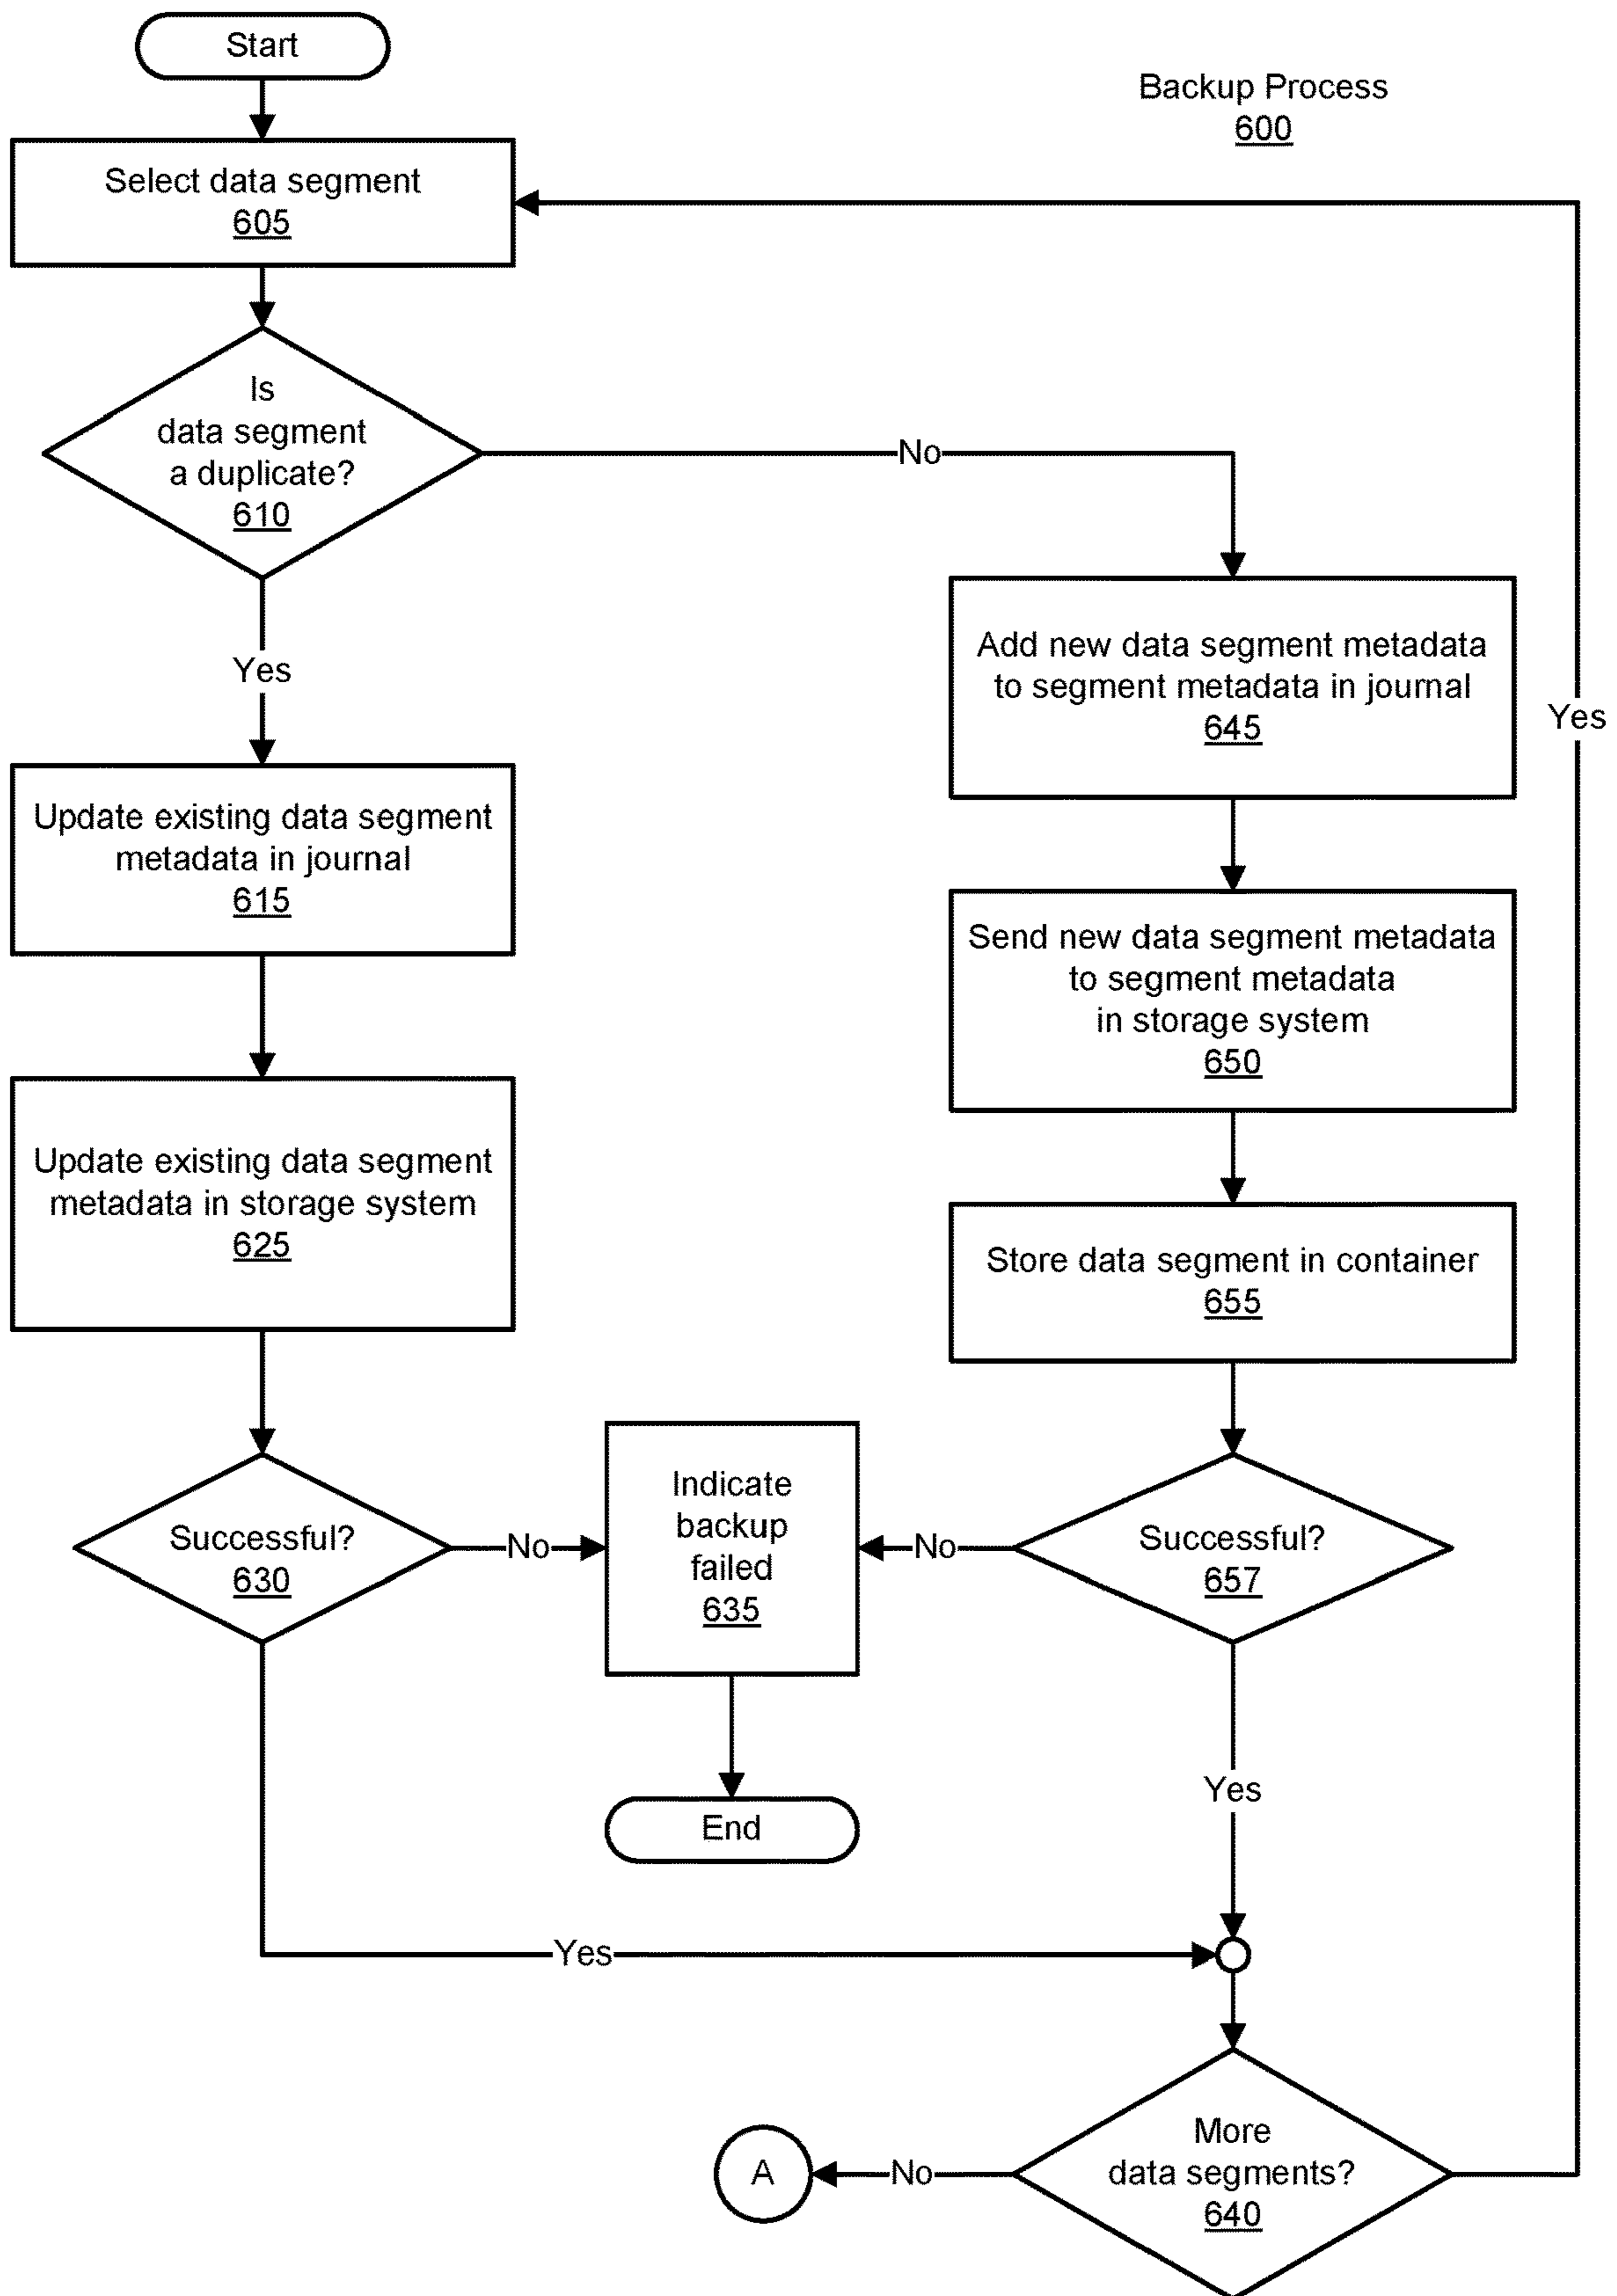 Start
Backup Process
600
Select data segment
605
Is
data segment
a duplicate?
610
No
Yes
Add new data segment metadata
to segment metadata in journal
645
Yes
Update existing data segment
metadata in journal
615
Send new data segment metadata
to segment metadata
in storage system
650
Update existing data segment
metadata in storage system
625
Store data segment in container
655
Successful?
630
No
Indicate
backup
failed
635
No
Successful?
657
Yes
End
Yes
More
data segments?
640
No
A